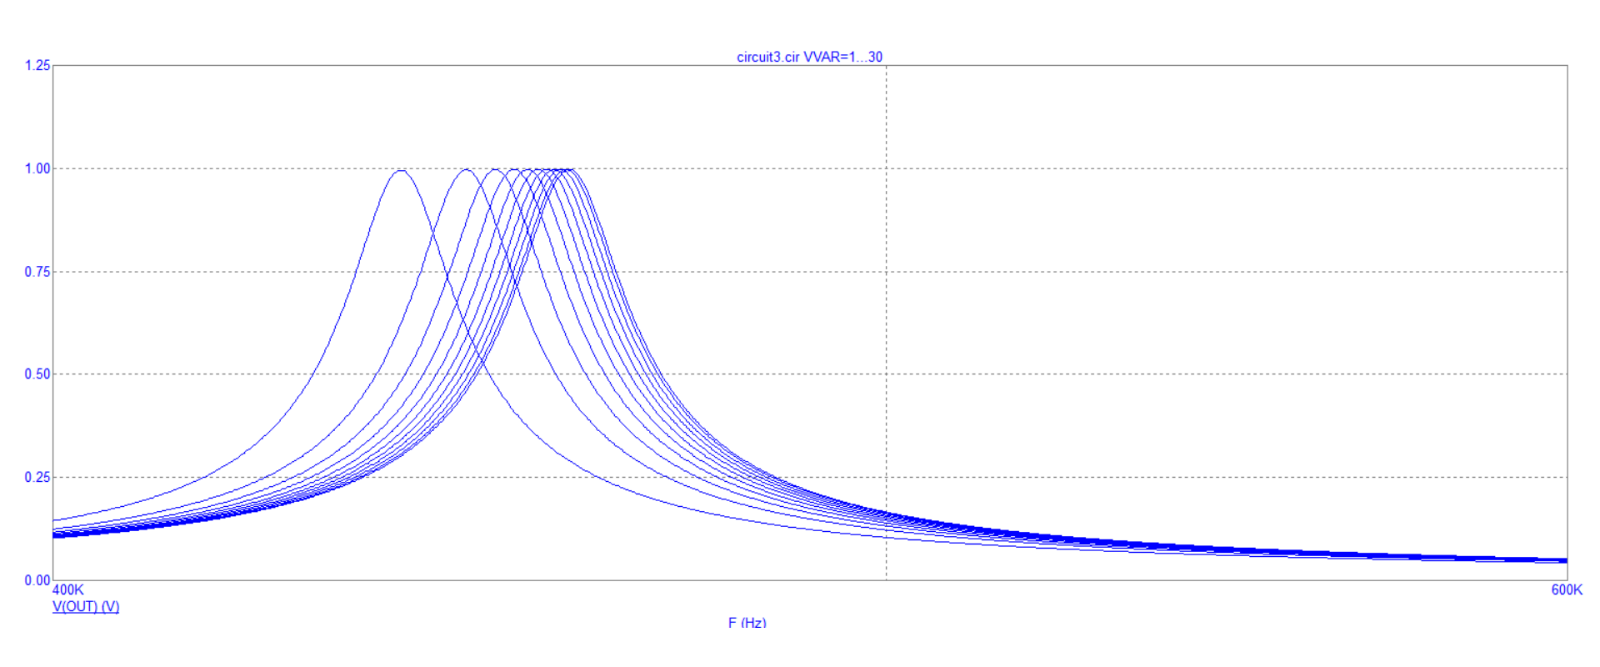 circuit3.cir VVAR=1...30
1.25
1.00
0.75
0.50
0.25
0.00
400K
600K
V(OUT) (V)
F (Hz)